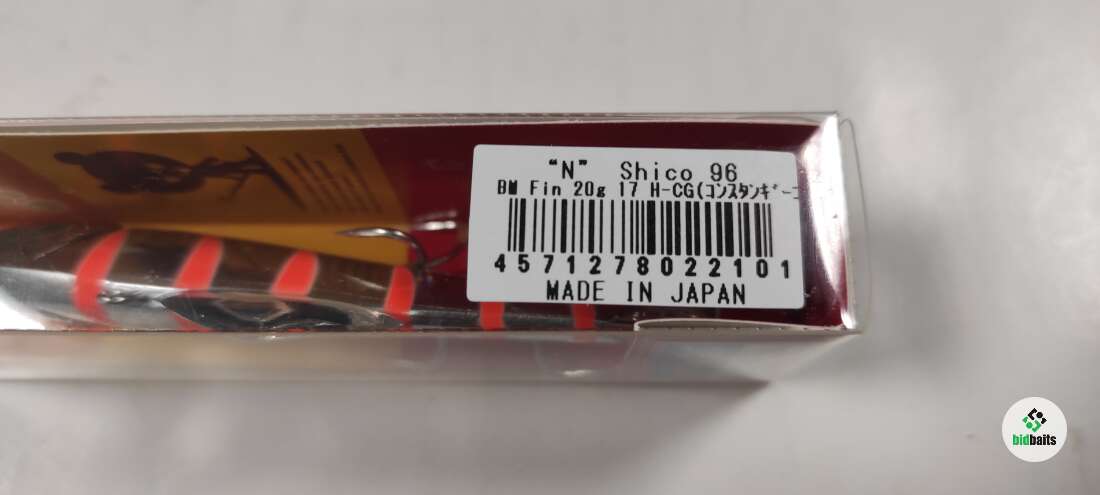 “N” Shico 96
BM Fin 20g 17 H-CG(ｺﾝｽﾀﾝｷﾞｰｺ
4571278022101
MADE IN JAPAN
bidbaits